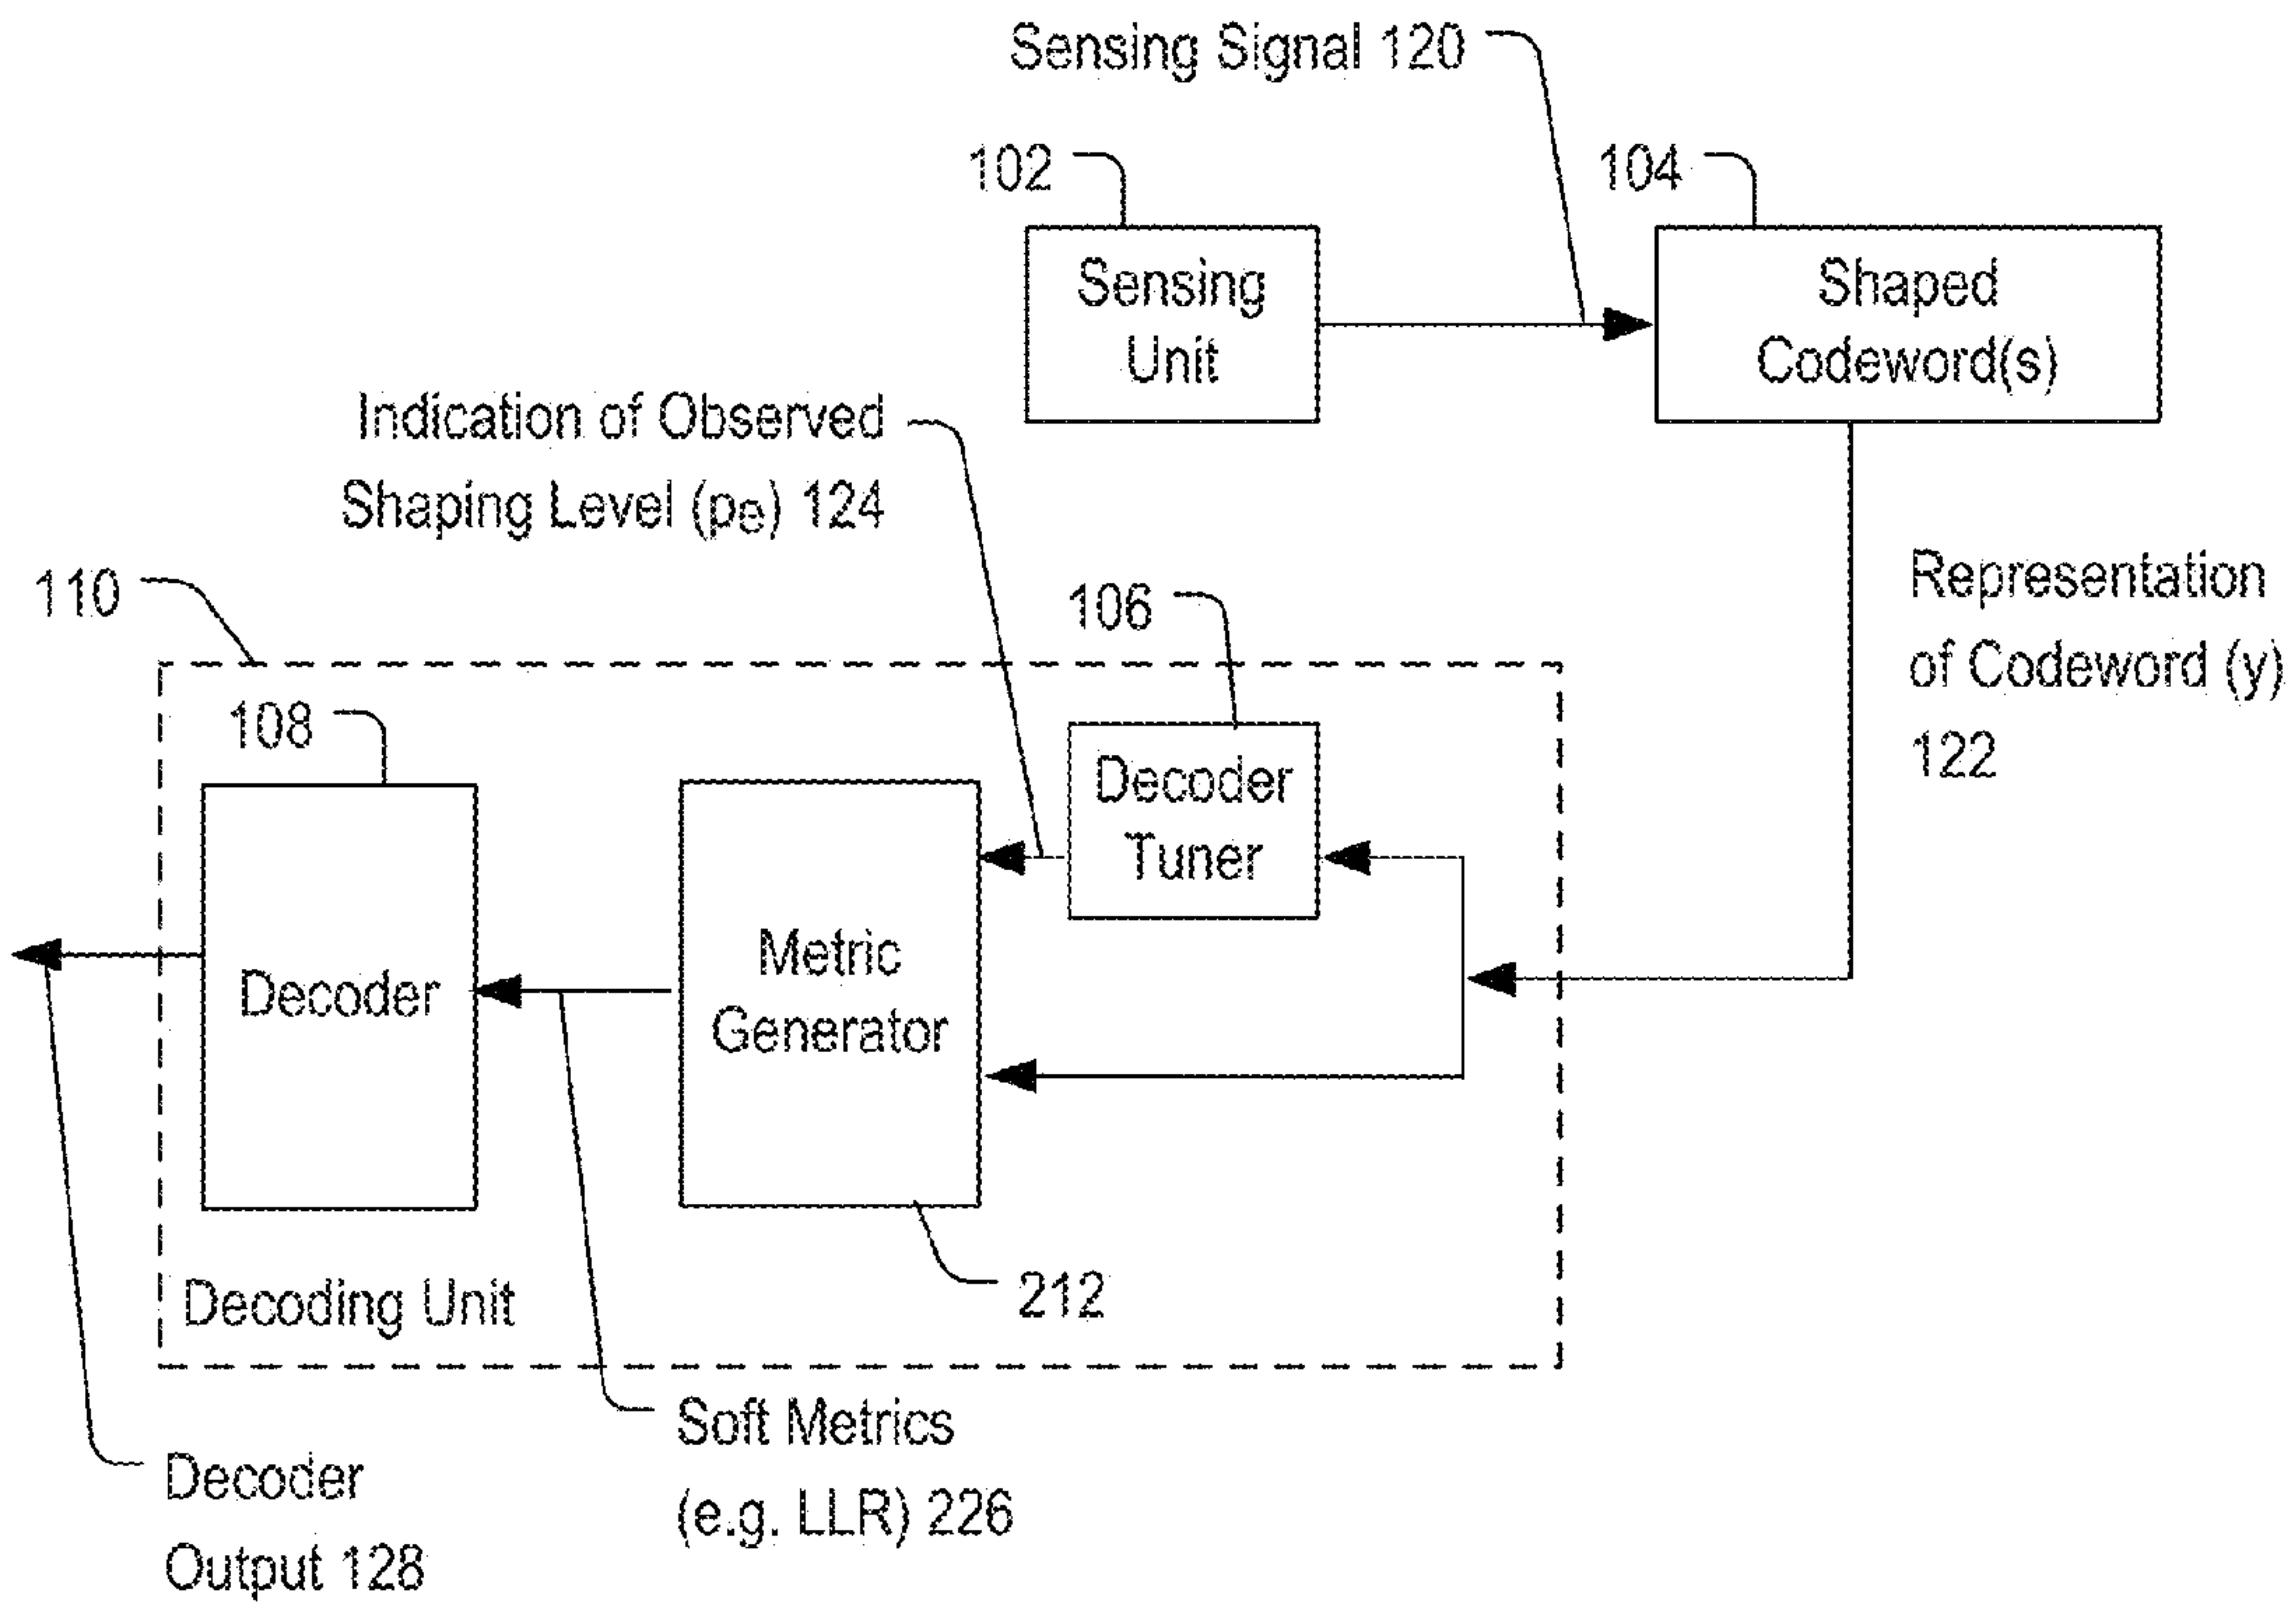 Sensing Signal 120
102
104
Sensing
Unit
Shaped
Codeword(s)
Indication of Observed
Shaping Level (pe) 124
Representation
of Codeword (y)
122
110
106
108
Decoder
Tuner
Metric
Generator
Decoder
212
Decoding Unit
Soft Metrics
(e.g. LLR) 226
Decoder
Output 128